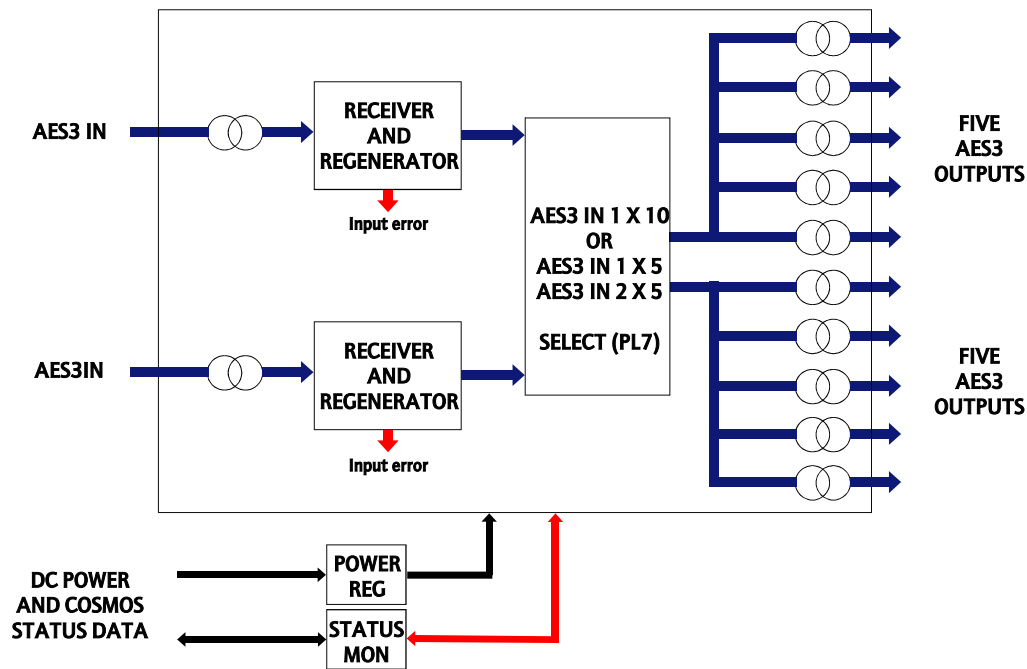 AES3 IN
RECEIVER
AND
REGENERATOR
Input error
AES3IN
RECEIVER
AND
REGENERATOR
Input error
AES3 IN 1 X 10
OR
AES3 IN 1 X 5
AES3 IN 2 X 5
SELECT (PL7)
FIVE
AES3
OUTPUTS
FIVE
AES3
OUTPUTS
DC POWER
AND COSMOS
STATUS DATA
POWER
REG
STATUS
MON